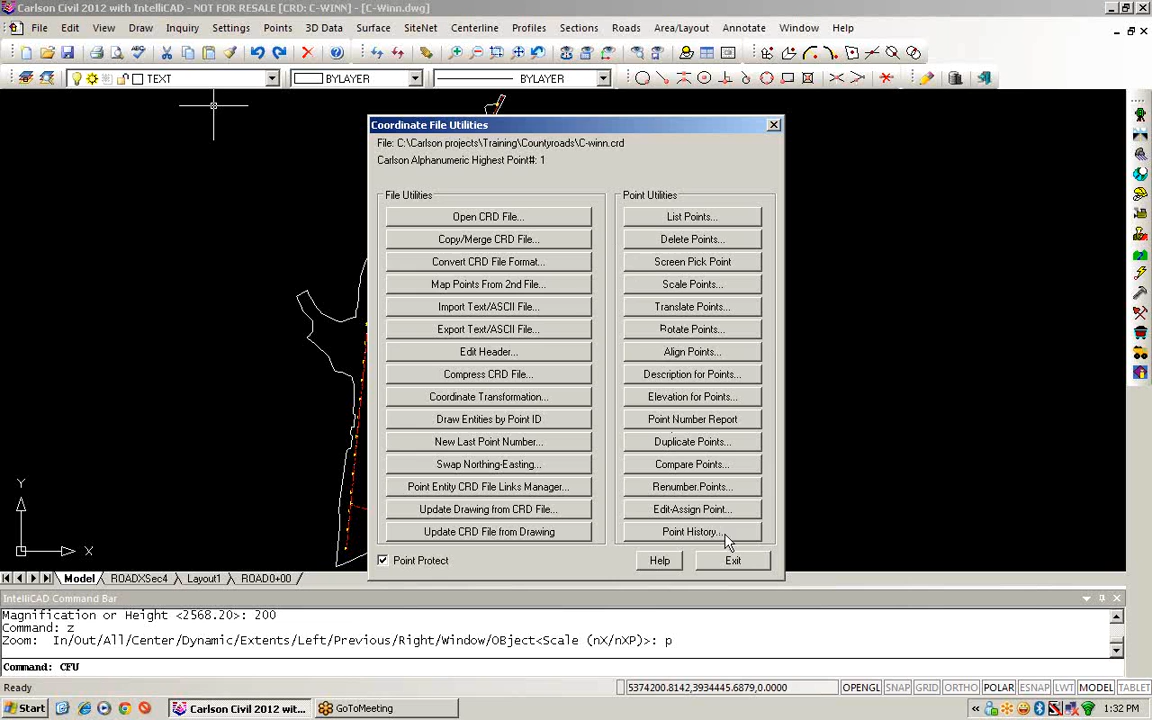 Carlson Civil 2012 with IntelliCAD - NOT FOR RESALE [CRD: C-WINN] - [C-Winn.dwg]
File Edit View Draw Inquiry Settings Points 3D Data Surface SiteNet Centerline Profiles Sections Roads Area/Layout Annotate Window Help
TEXT BYLAYER BYLAYER
Coordinate File Utilities
File: C:\Carlson projects\Training\Countyroads\C-winn.crd
Carlson Alphanumeric Highest Point#: 1
File Utilities Point Utilities
Open CRD File... List Points...
Copy/Merge CRD File... Delete Points...
Convert CRD File Format... Screen Pick Point
Map Points From 2nd File... Scale Points...
Import Text/ASCII File... Translate Points...
Export Text/ASCII File... Rotate Points...
Edit Header... Align Points...
Compress CRD File... Description for Points...
Coordinate Transformation... Elevation for Points...
Draw Entities by Point ID Point Number Report
New Last Point Number... Duplicate Points...
Swap Northing-Easting... Compare Points...
Point Entity CRD File Links Manager... Renumber Points...
Update Drawing from CRD File... Edit-Assign Point...
Update CRD File from Drawing Point History...
Point Protect Help Exit
Y
X
Model ROADXSec4 Layout1 ROAD0+00
IntelliCAD Command Bar
Magnification or Height <2568.20>: 200
Command: z
Zoom: In/Out/All/Center/Dynamic/Extents/Left/Previous/Right/Window/OBject<Scale (nX/nXP)>: p
Command: CFU
Ready 5374200.8142,3934445.6879,0.0000 OPENGL SNAP GRID ORTHO POLAR ESNAP LWT MODEL TABLET
Start Carlson Civil 2012 wit... GoToMeeting 1:32 PM